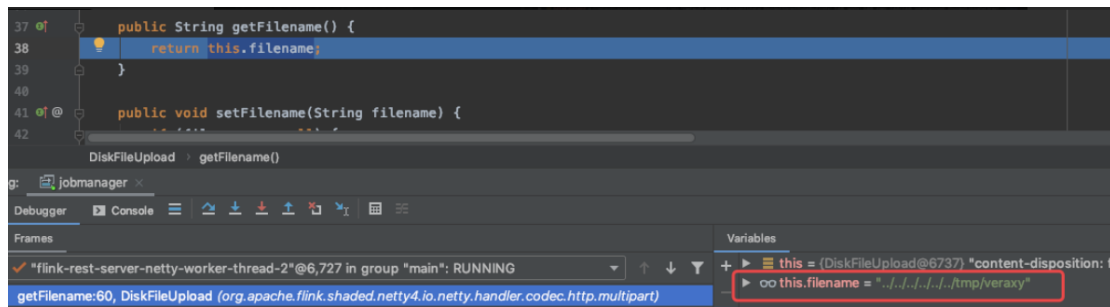 37 public String getFilename() {
38 return this.filename;
39 }
40
41 @ public void setFilename(String filename) {
42
DiskFileUpload > getFilename()
g: jobmanager ×
Debugger Console
Frames
Variables
"flink-rest-server-netty-worker-thread-2"@6,727 in group "main": RUNNING
this = {DiskFileUpload@6737} "content-disposition:
getFilename:60, DiskFileUpload (org.apache.flink.shaded.netty4.io.netty.handler.codec.http.multipart)
oo this.filename = "../../../../../../tmp/veraxy"